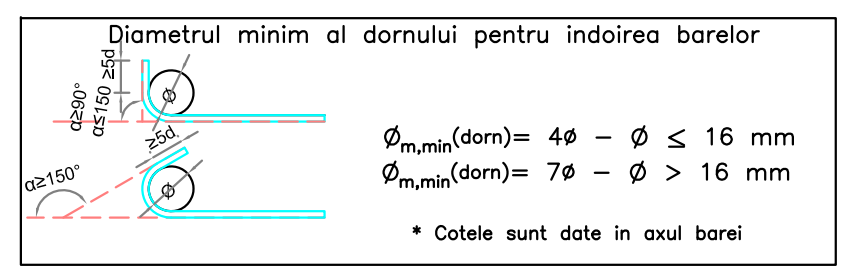 Diametrul minim al dornului pentru indoirea barelor
≥5d
α≥90°
α≤150
Ø
≥5d
α≥150°
Ø
Øm,min(dorn)= 4ø - Ø ≤ 16 mm
Øm,min(dorn)= 7ø - Ø > 16 mm
* Cotele sunt date in axul barei